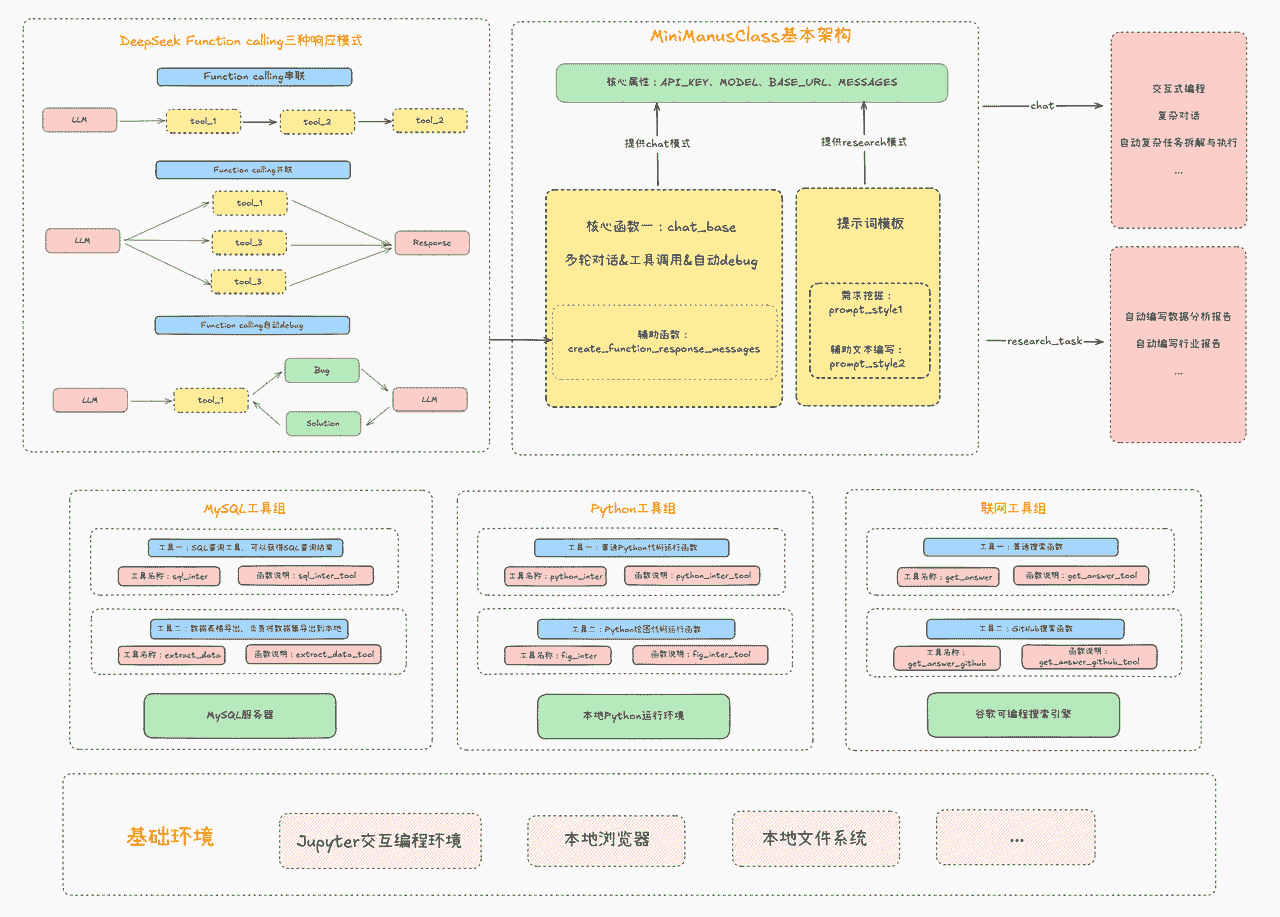 DeepSeek Function calling三种响应模式
Function calling串联
LLM
tool_1
tool_2
tool_2
Function calling并联
LLM
tool_1
tool_3
tool_3
Response
Function calling自动debug
LLM
tool_1
Bug
Solution
LLM
MiniManusClass基本架构
核心属性：API_KEY、MODEL、BASE_URL、MESSAGES
提供chat模式
提供research模式
核心函数一：chat_base
多轮对话&工具调用&自动debug
辅助函数：
create_function_response_messages
提示词模板
需求挖掘：
prompt_style1
辅助文本编写：
prompt_style2
chat
交互式编程
复杂对话
自动复杂任务拆解与执行
...
research_task
自动编写数据分析报告
自动编写行业报告
...
MySQL工具组
工具一：SQL查询工具，可以获得SQL查询结果
工具名称：sql_inter
函数说明：sql_inter_tool
工具二：数据表格导出，负责将数据集导出到本地
工具名称：extract_data
函数说明：extract_data_tool
MySQL服务器
Python工具组
工具一：普通Python代码运行函数
工具名称：python_inter
函数说明：python_inter_tool
工具二：Python绘图代码运行函数
工具名称：fig_inter
函数说明：fig_inter_tool
本地Python运行环境
联网工具组
工具一：普通搜索函数
工具名称：get_answer
函数说明：get_answer_tool
工具二：GitHub搜索函数
工具名称：
get_answer_github
函数说明：
get_answer_github_tool
谷歌可编程搜索引擎
基础环境
Jupyter交互编程环境
本地浏览器
本地文件系统
...